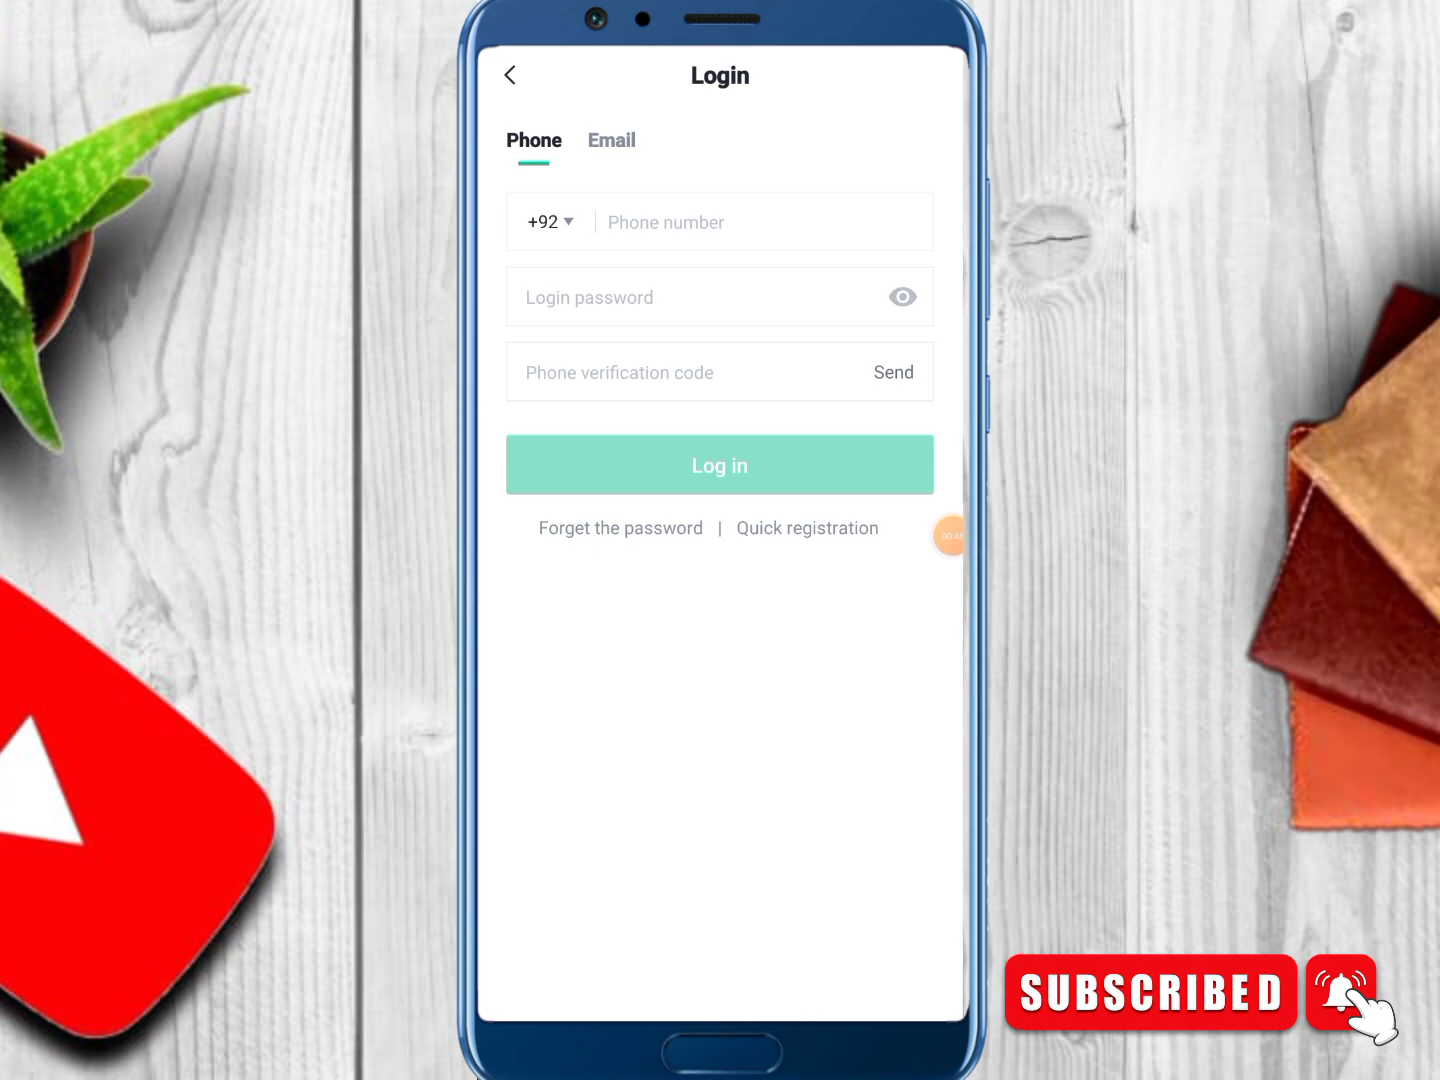 Login
Phone Email
+92 Phone number
Login password
Phone verification code Send
Log in
Forget the password | Quick registration
SUBSCRIBED